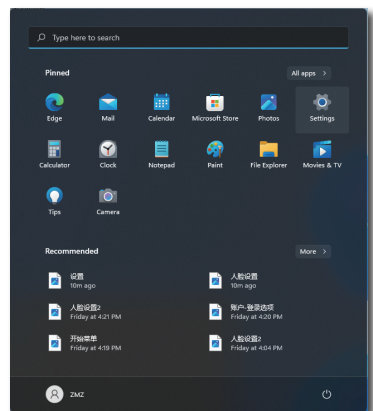 Type here to search
Pinned
All apps >
Edge
Mail
Calendar
Microsoft Store
Photos
Settings
Calculator
Clock
Notepad
Paint
File Explorer
Movies & TV
Tips
Camera
Recommended
More >
设置
10m ago
人脸设置
10m ago
人脸设置2
Friday at 4:21 PM
账户-登录选项
Friday at 4:20 PM
开始菜单
Friday at 4:19 PM
人脸设置2
Friday at 4:04 PM
ZMZ